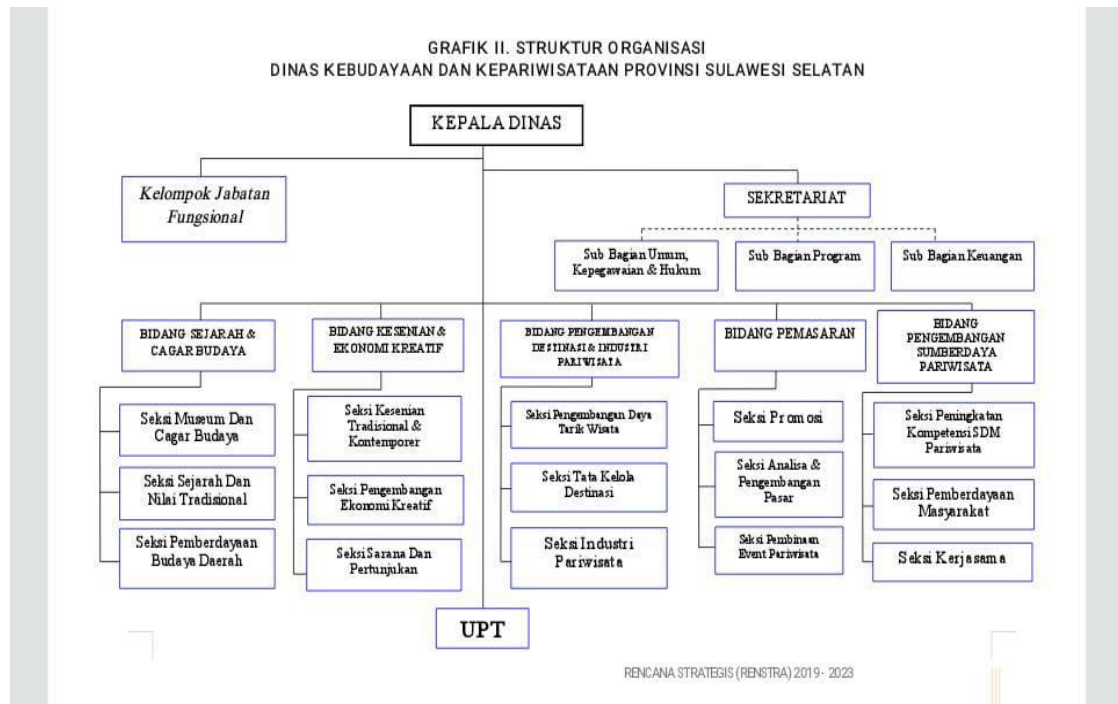 GRAFIK II. STRUKTUR ORGANISASI
DINAS KEBUDAYAAN DAN KEPARIWISATAAN PROVINSI SULAWESI SELATAN
KEPALA DINAS
Kelompok Jabatan
Fungsional
SEKRETARIAT
Sub Bagian Umum,
Kepegawaian & Hukum
Sub Bagian Program
Sub Bagian Keuangan
BIDANG SEJARAH &
CAGAR BUDAYA
Seksi Museum Dan
Cagar Budaya
Seksi Sejarah Dan
Nilai Tradisional
Seksi Pemberdayaan
Budaya Daerah
BIDANG KESENIAN &
EKONOMI KREATIF
Seksi Kesenian
Tradisional &
Kontemporer
Seksi Pengembangan
Ekonomi Kreatif
Seksi Sarana Dan
Pertunjukan
BIDANG PENGEMBANGAN
DESTINASI & INDUSTRI
PARIWISATA
Seksi Pengembangan Daya
Tarik Wisata
Seksi Tata Kelola
Destinasi
Seksi Industri
Pariwisata
BIDANG PEMASARAN
Seksi Promosi
Seksi Analisa &
Pengembangan
Pasar
Seksi Pembinaan
Event Pariwisata
BIDANG
PENGEMBANGAN
SUMBERDAYA
PARIWISATA
Seksi Peningkatan
Kompetensi SDM
Pariwisata
Seksi Pemberdayaan
Masyarakat
Seksi Kerjasama
UPT
RENCANA STRATEGIS (RENSTRA) 2019- 2023